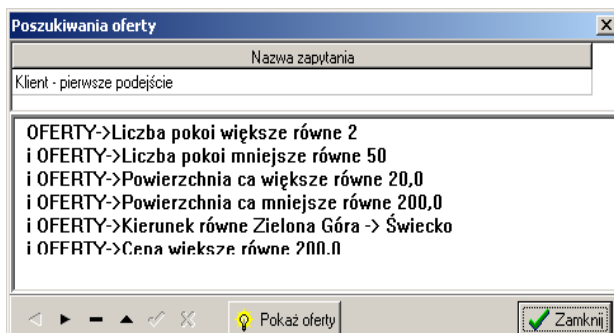 Poszukiwania oferty
Nazwa zapytania
Klient - pierwsze podejście
OFERTY->Liczba pokoi większe równe 2
i OFERTY->Liczba pokoi mniejsze równe 50
i OFERTY->Powierzchnia ca większe równe 20,0
i OFERTY->Powierzchnia ca mniejsze równe 200,0
i OFERTY->Kierunek równe Zielona Góra -> Świecko
i OFERTY->Cena większe równe 200,0
Pokaż oferty
Zamknij